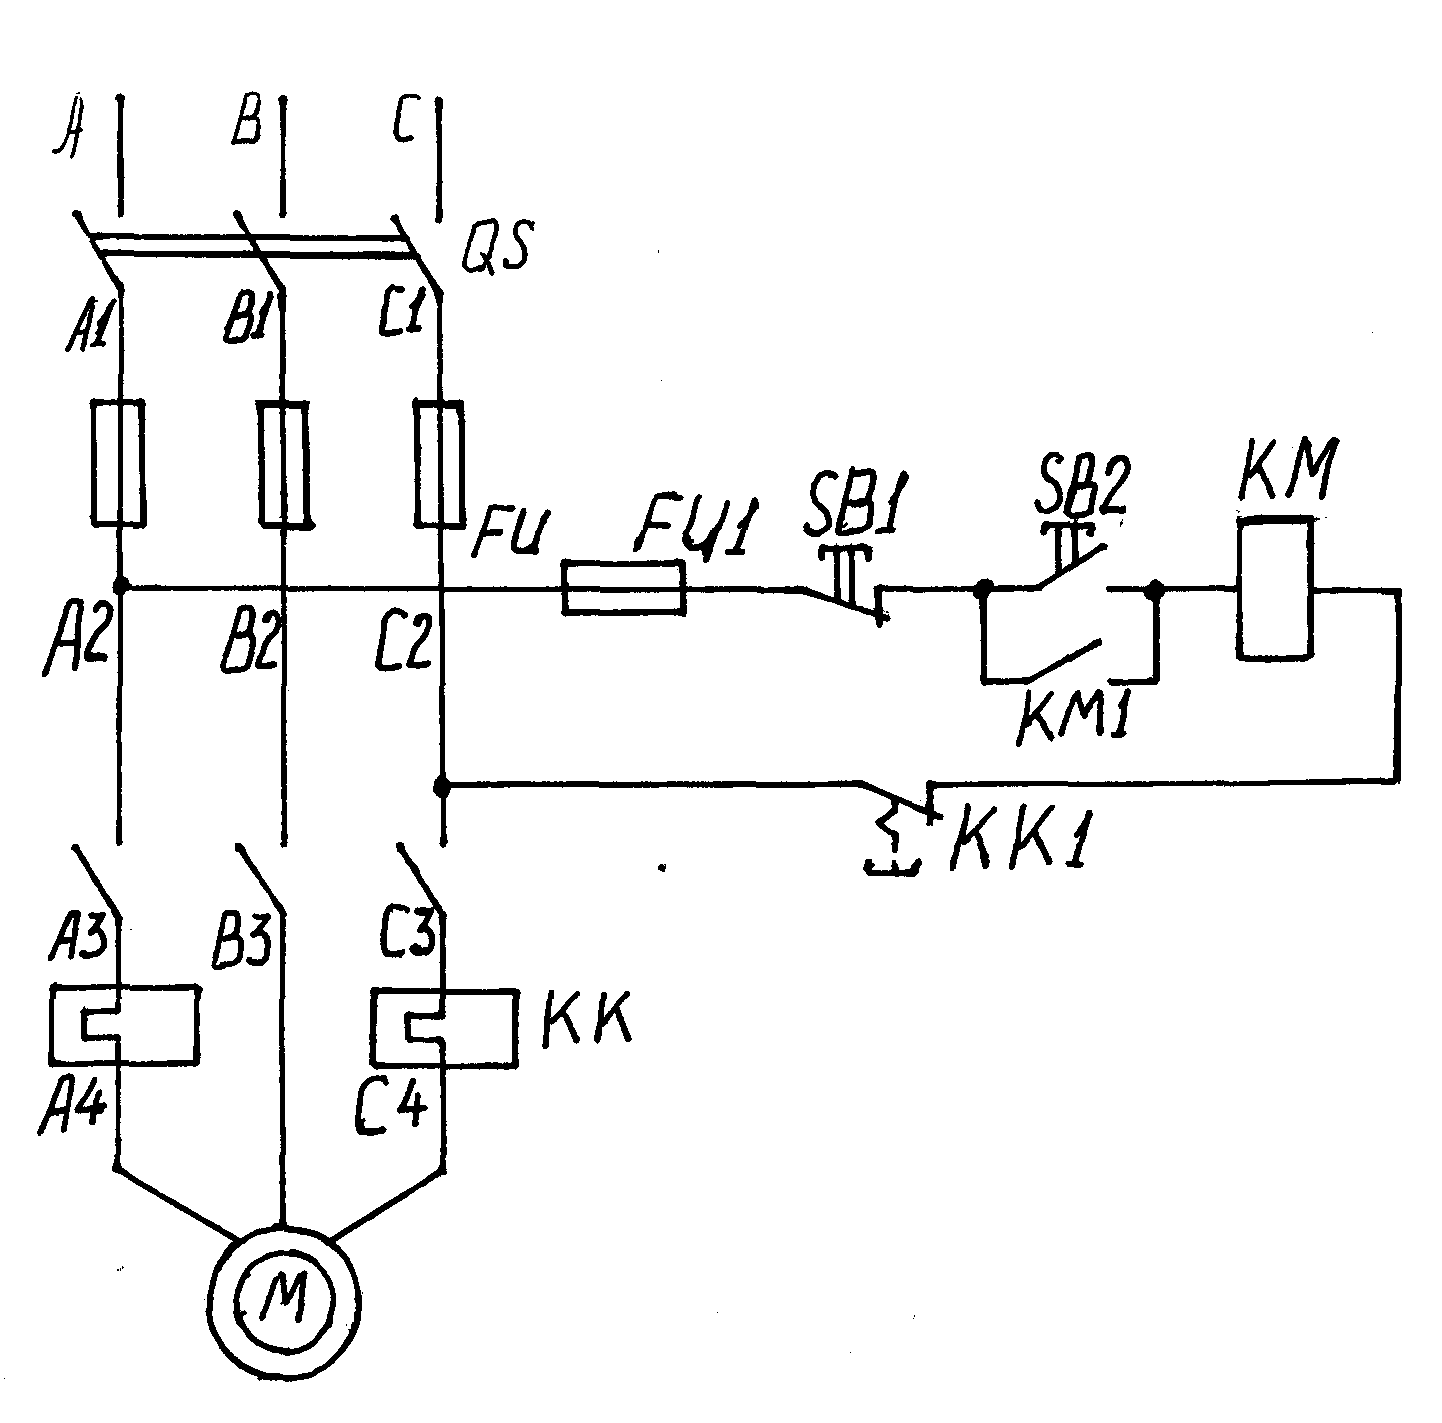 A B C
QS
A1 B1 C1
FU FU1 SB1 SB2 KM
A2 B2 C2
KM1
KK1
A3 B3 C3
KK
A4 C4
M